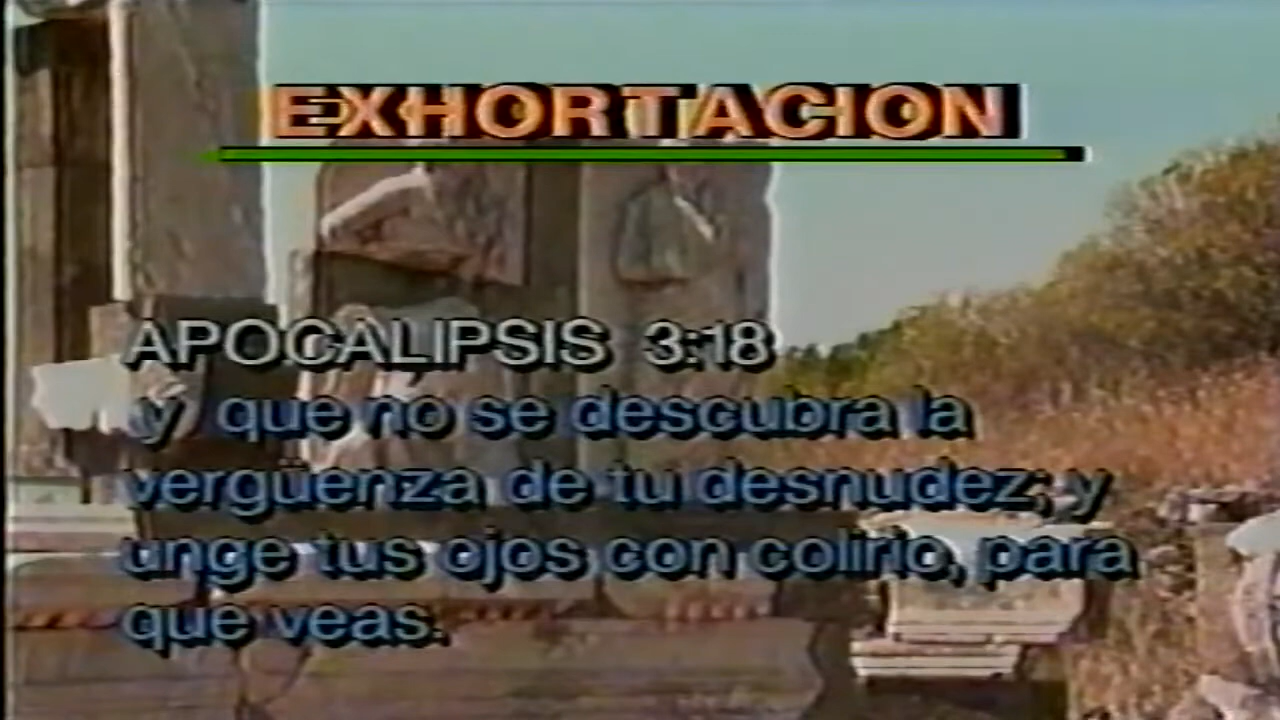 EXHORTACION
APOCALIPSIS 3:18
y que no se descubra la
vergüenza de tu desnudez; y
unge tus ojos con colirio, para
que veas.